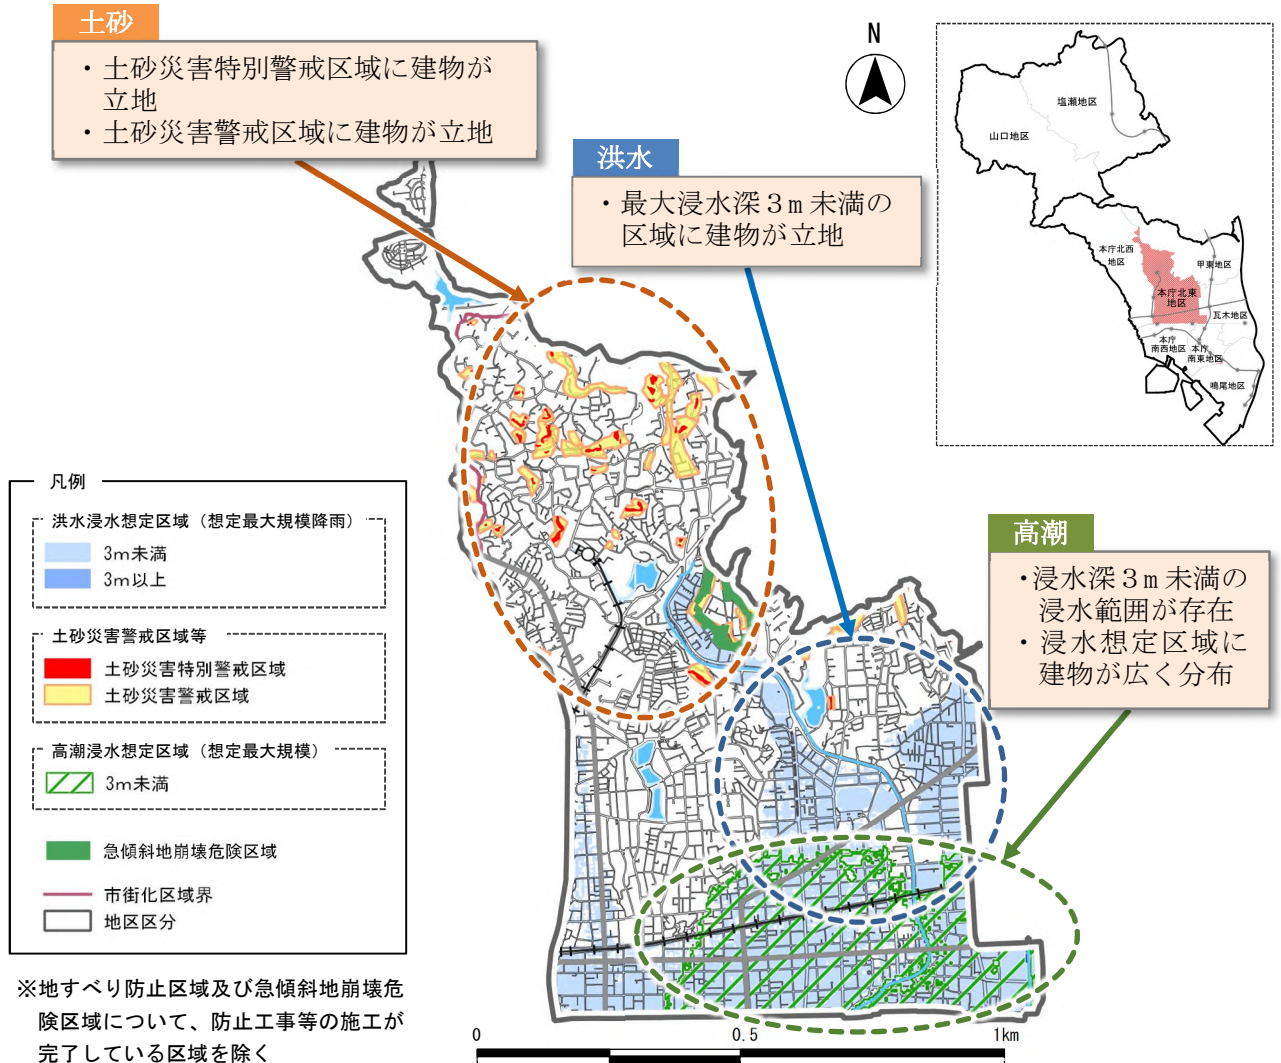 土砂
・土砂災害特別警戒区域に建物が
立地
・土砂災害警戒区域に建物が立地
洪水
・最大浸水深３ｍ未満の
区域に建物が立地
N
塩瀬地区
山口地区
本庁北西
地区
甲東地区
本庁北東
地区
瓦木地区
本庁
南西地区
本庁
南東地区
鳴尾地区
高潮
・浸水深３ｍ未満の
浸水範囲が存在
・浸水想定区域に
建物が広く分布
凡例
洪水浸水想定区域（想定最大規模降雨）
3m未満
3m以上
土砂災害警戒区域等
土砂災害特別警戒区域
土砂災害警戒区域
高潮浸水想定区域（想定最大規模）
3m未満
急傾斜地崩壊危険区域
市街化区域界
地区区分
※地すべり防止区域及び急傾斜地崩壊危
険区域について、防止工事等の施工が
完了している区域を除く
0 0.5 1km